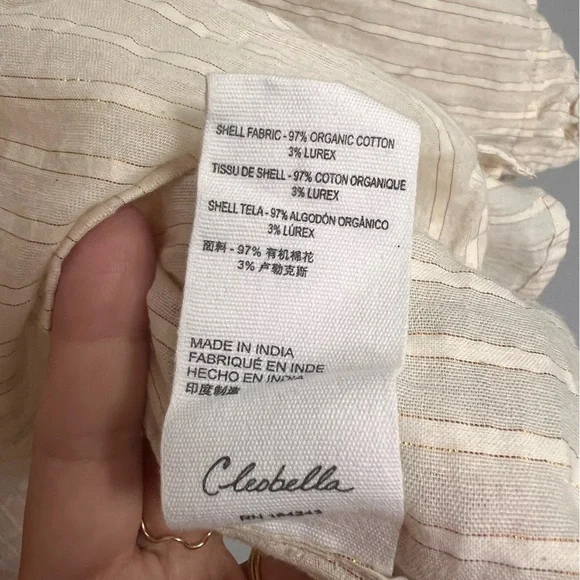 SHELL FABRIC - 97% ORGANIC COTTON
3% LUREX
TISSU DE SHELL - 97% COTON ORGANIQUE
3% LUREX
SHELL TELA - 97% ALGODÓN ORGÂNICO
3% LÚREX
面料 - 97% 有机棉花
3% 卢勒克斯
MADE IN INDIA
FABRIQUÉ EN INDE
HECHO EN INDIA
印度制造
Cleobella
RN